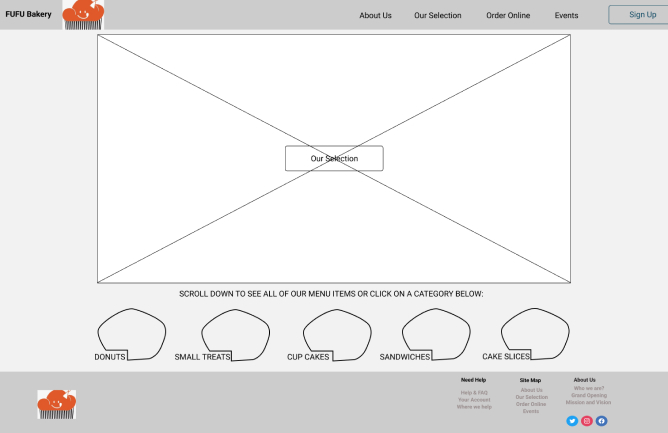 FUFU Bakery
About Us
Our Selection
Order Online
Events
Sign Up
Our Selection
SCROLL DOWN TO SEE ALL OF OUR MENU ITEMS OR CLICK ON A CATEGORY BELOW:
DONUTS
SMALL TREATS
CUP CAKES
SANDWICHES
CAKE SLICES
Need Help
Help & FAQ
Your Account
Where we help
Site Map
About Us
Our Selection
Order Online
Events
About Us
Who we are?
Grand Opening
Mission and Vision